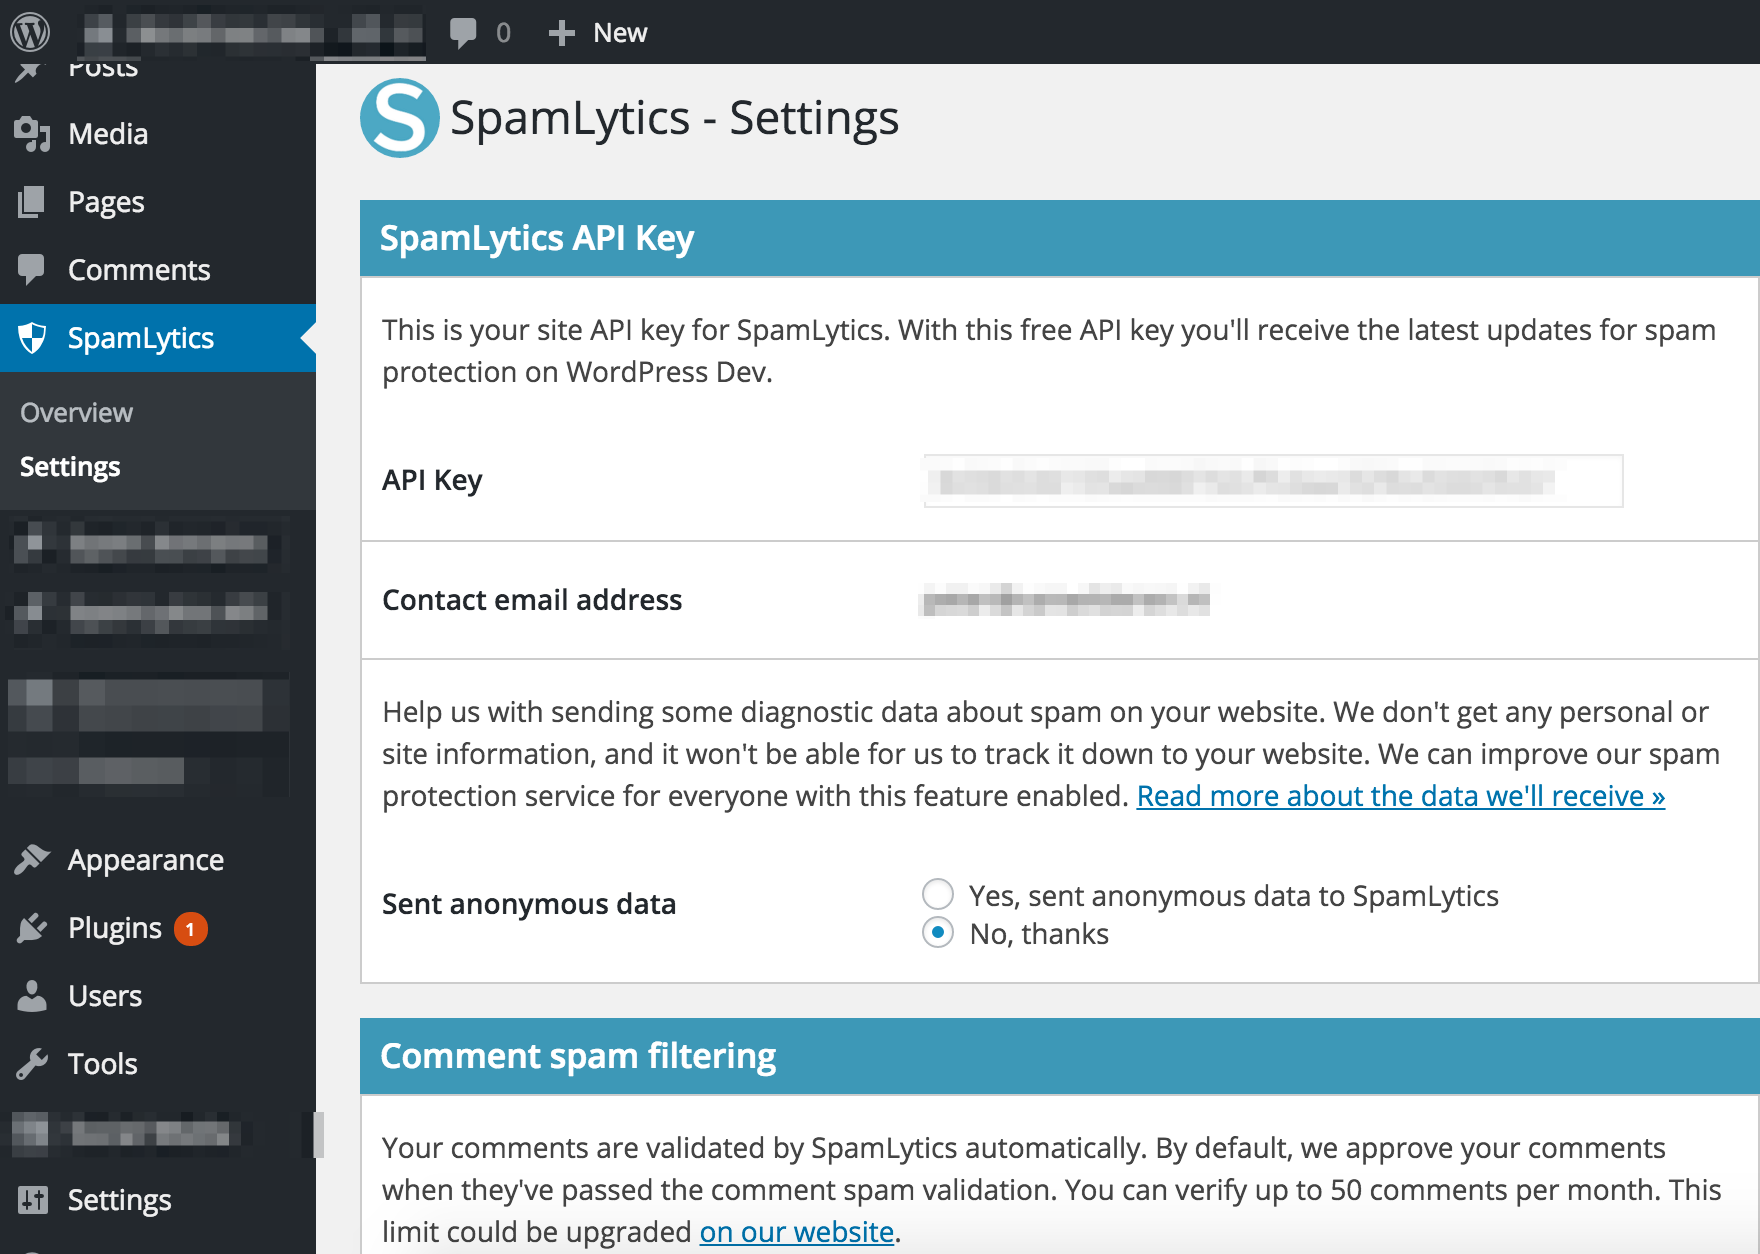 0 New
Posts
Media
Pages
Comments
SpamLytics
Overview
Settings
Appearance
Plugins 1
Users
Tools
Settings
S SpamLytics - Settings
SpamLytics API Key
This is your site API key for SpamLytics. With this free API key you'll receive the latest updates for spam
protection on WordPress Dev.
API Key
Contact email address
Help us with sending some diagnostic data about spam on your website. We don't get any personal or
site information, and it won't be able for us to track it down to your website. We can improve our spam
protection service for everyone with this feature enabled. Read more about the data we'll receive »
Sent anonymous data
Yes, sent anonymous data to SpamLytics
No, thanks
Comment spam filtering
Your comments are validated by SpamLytics automatically. By default, we approve your comments
when they've passed the comment spam validation. You can verify up to 50 comments per month. This
limit could be upgraded on our website.